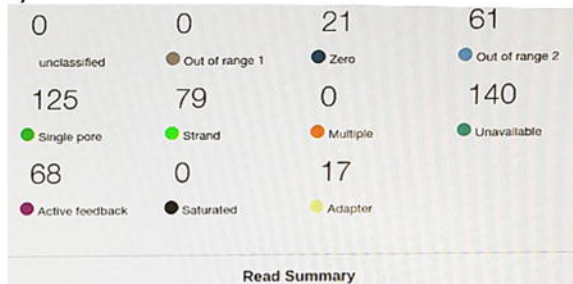 0 0 21 61
unclassified Out of range 1 Zero Out of range 2
125 79 0 140
Single pore Strand Multiple Unavailable
68 0 17
Active feedback Saturated Adapter
Read Summary